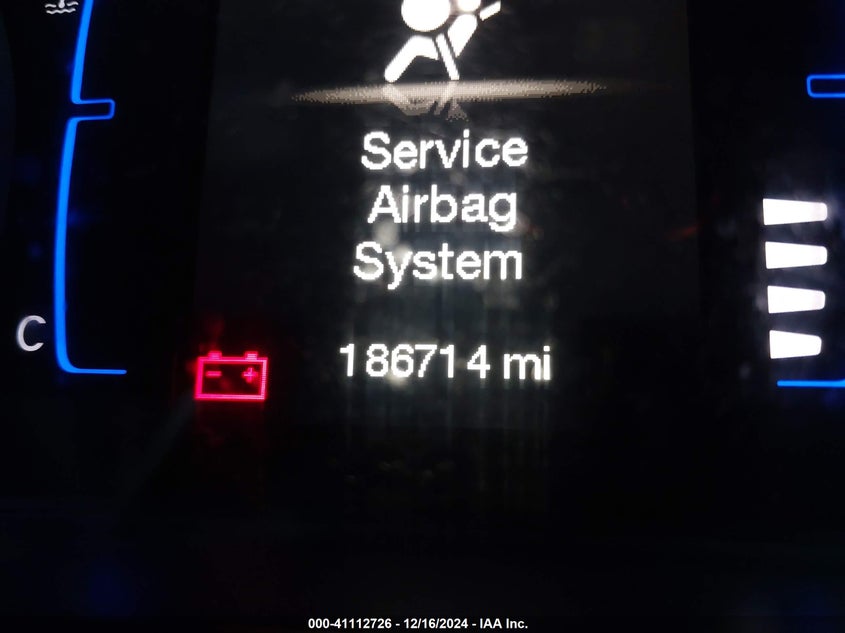 Service
Airbag
System
C
186714 mi
- +
000-41112726 - 12/16/2024 - IAA Inc.